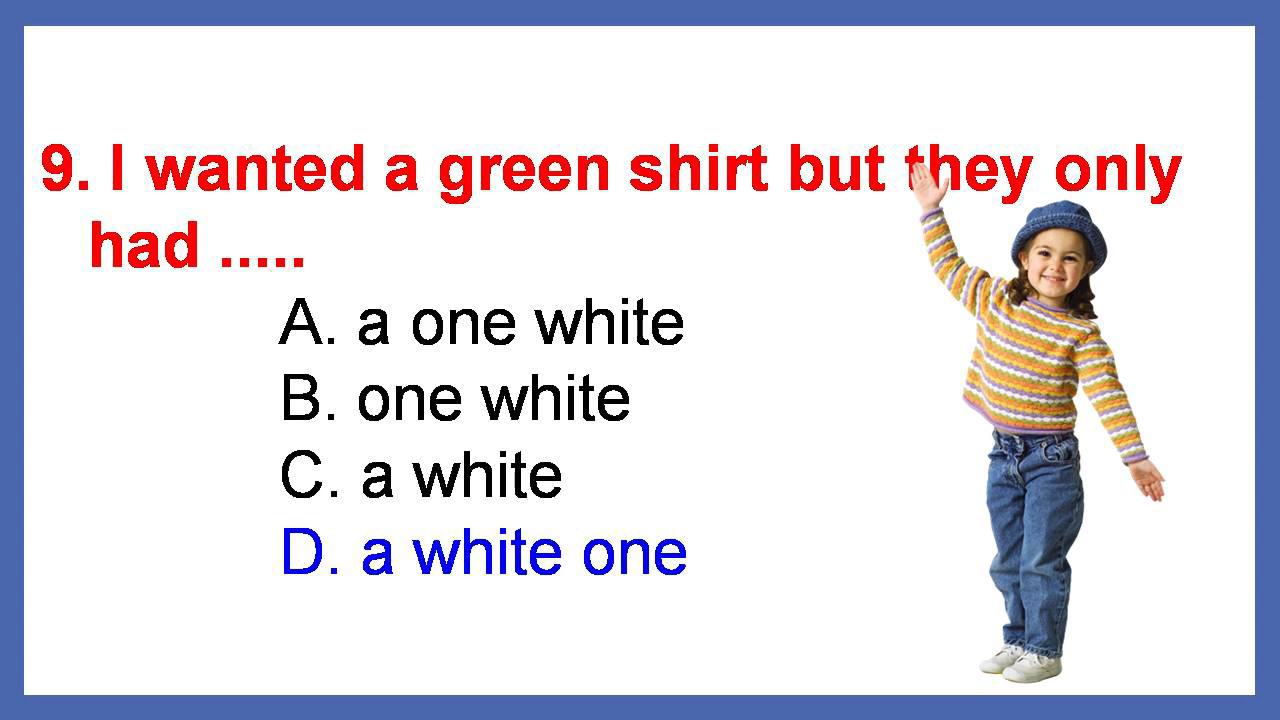 9. I wanted a green shirt but they only
had .....
A. a one white
B. one white
C. a white
D. a white one